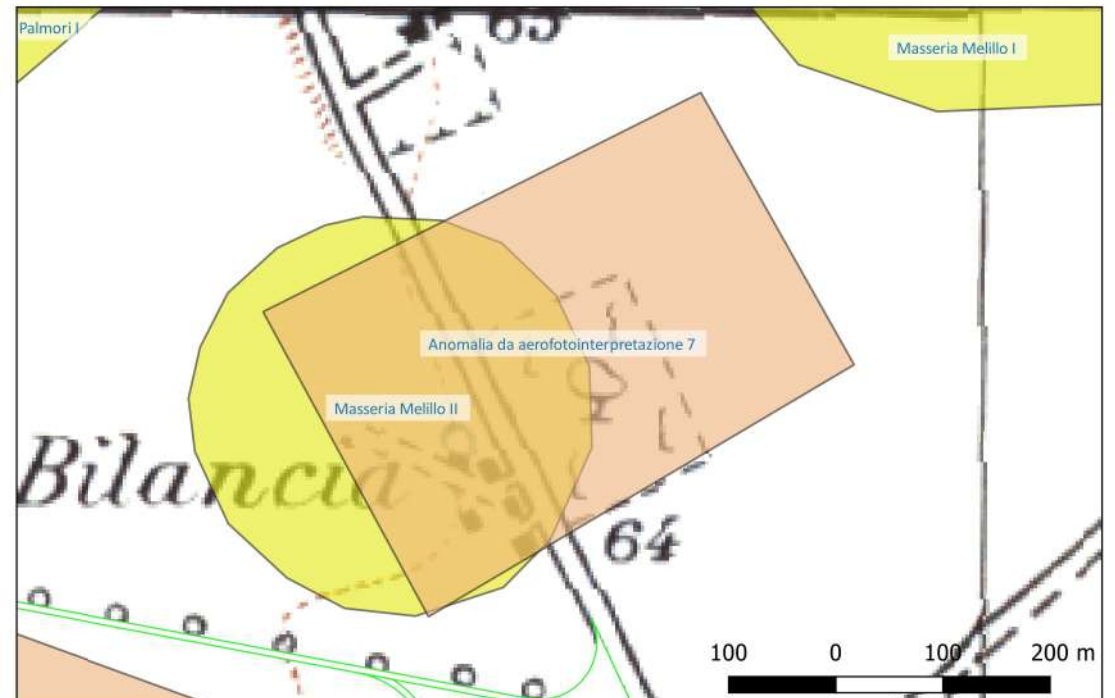 Palmori I
63
Masseria Melillo I
Anomalia da aerofotointerpretazione 7
Masseria Melillo II
Bilancia
64
100 0 100 200 m